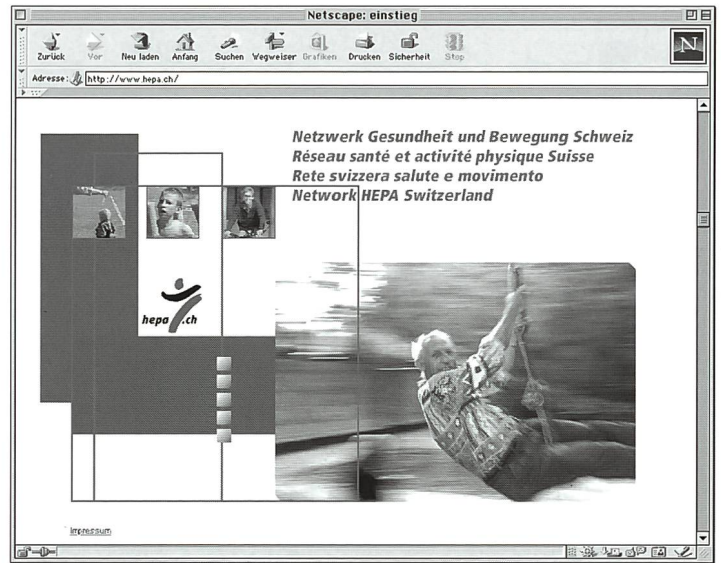 Netscape: einstieg
Zurück Vor Neu laden Anfang Suchen Wegweiser Grafiken Drucken Sicherheit Stop
N
Adresse: http://www.hepa.ch/
Netzwerk Gesundheit und Bewegung Schweiz
Réseau santé et activité physique Suisse
Rete svizzera salute e movimento
Network HEPA Switzerland
hepa .ch
Impressum